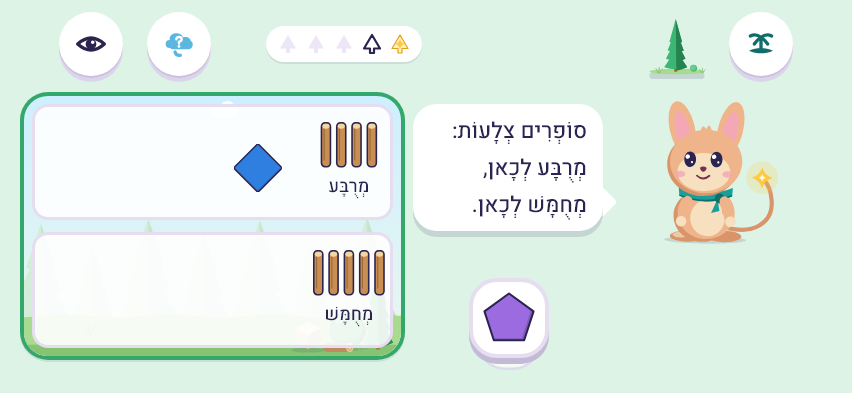 סוֹפְרִים צְלָעוֹת:
מְרֻבָּע לְכָאן,
מְחֻמָּשׁ לְכָאן.
מְרֻבָּע
מְחֻמָּשׁ
?